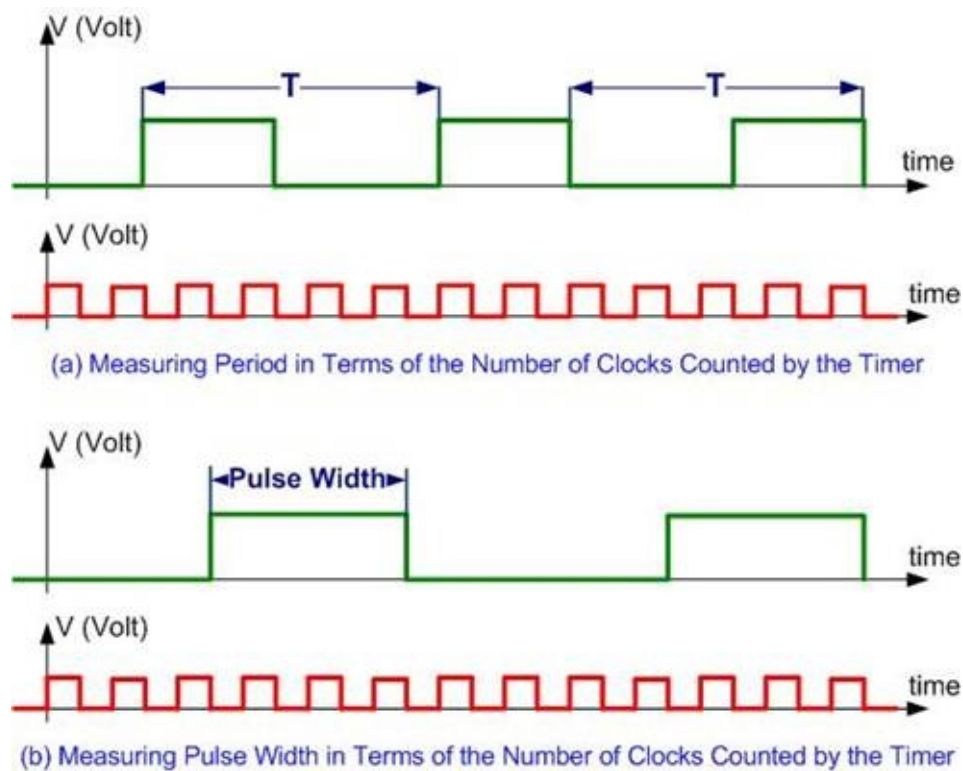 V (Volt)
T
T
time
V (Volt)
time
(a) Measuring Period in Terms of the Number of Clocks Counted by the Timer
V (Volt)
Pulse Width
time
V (Volt)
time
(b) Measuring Pulse Width in Terms of the Number of Clocks Counted by the Timer